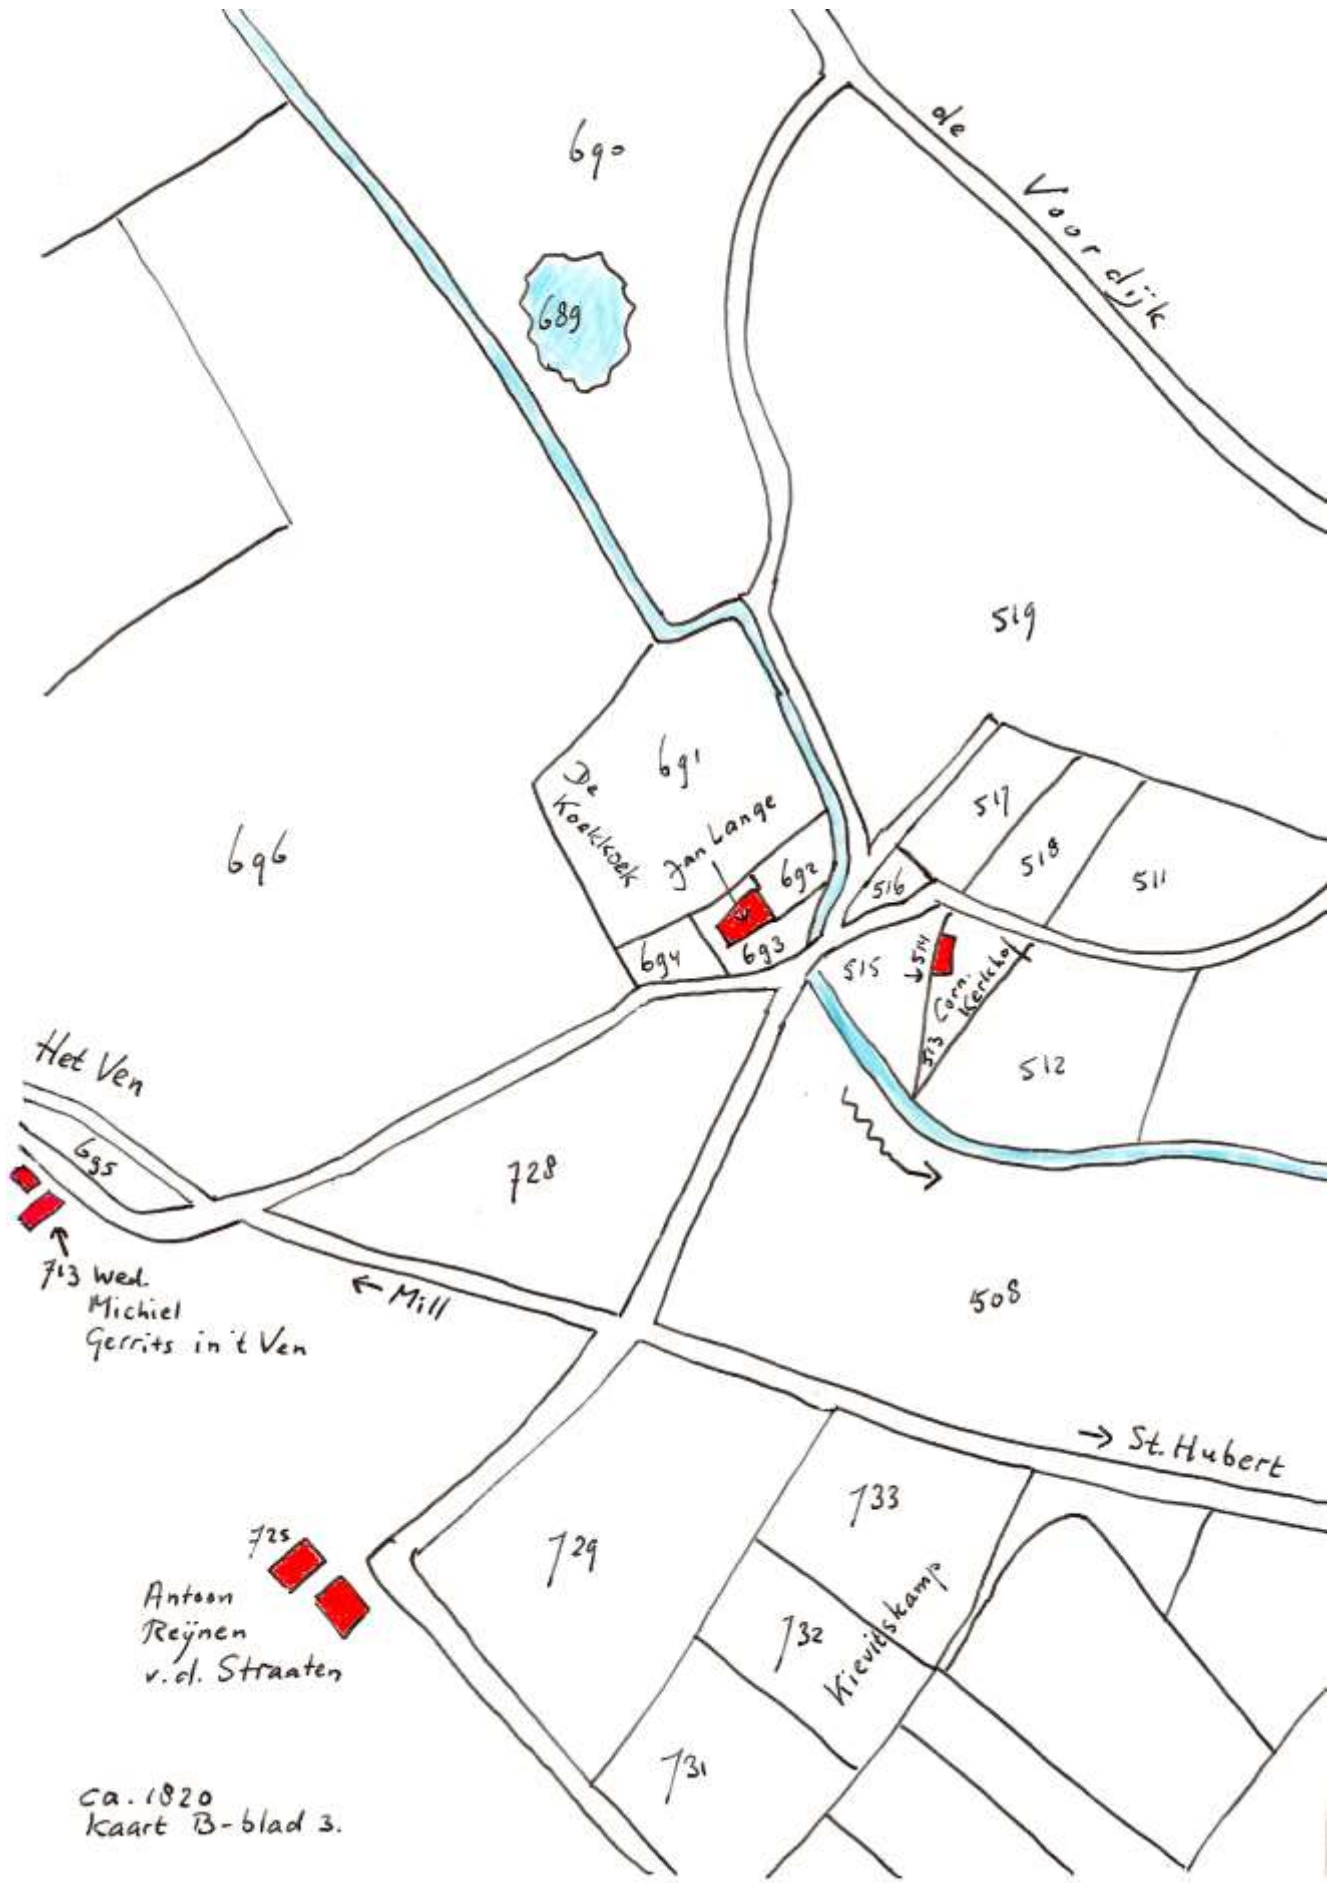 690
de Voordijk
689
519
691
De
Koekkoek
Jan Lange
517
518
511
696
692
516
694
693
515
514
513 Corn.
Kerkhof
512
Het Ven
695
728
713 Wed.
Michiel
Gerrits in 't Ven
← Mill
508
→ St. Hubert
733
729
725
Antoon
Reijnen
v.d. Straaten
732
Kievitskamp
731
ca. 1820
Kaart B-blad 3.